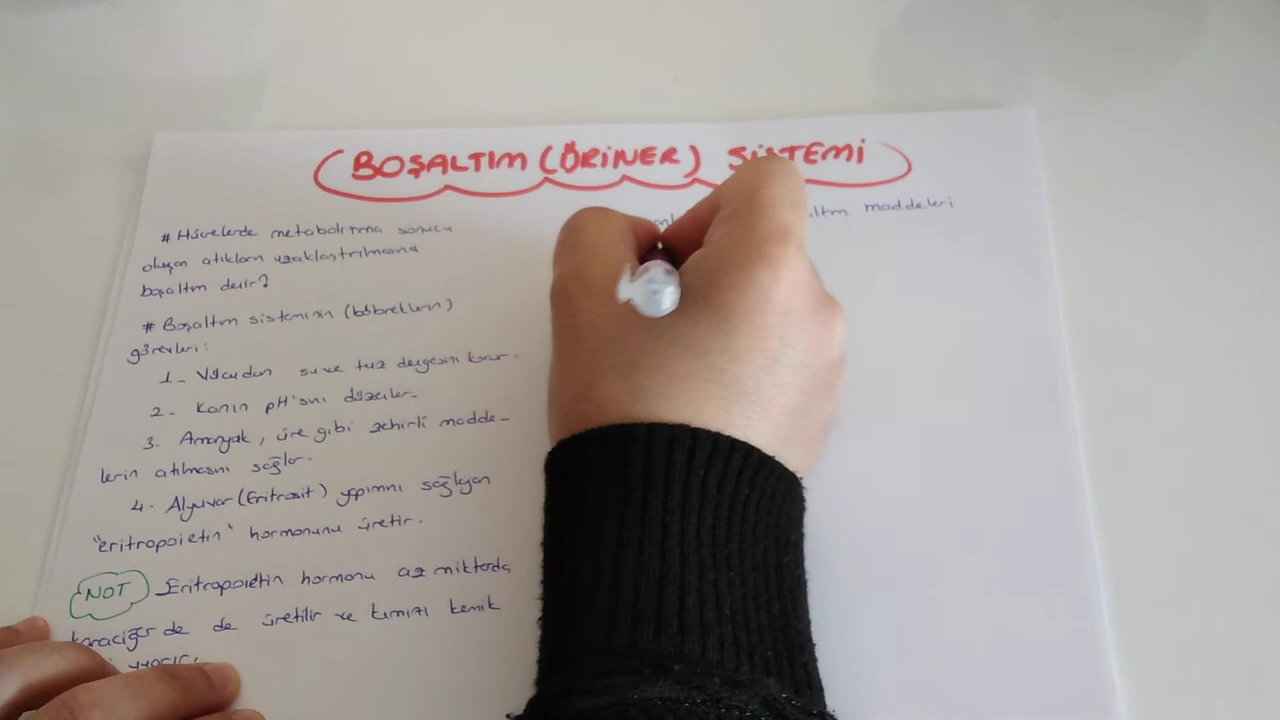 BOŞALTIM (ÜRİNER) SİSTEMİ
# Hücrelerde metabolizma sonucu
oluşan atıkların uzaklaştırılmasına
boşaltım denir?
# Boşaltım sisteminin (böbreklerin)
görevleri:
1- Vücudun su ve tuz dengesini korur.
2- Kanın pH'sını düzenler.
3. Amonyak, üre gibi zehirli madde-
lerin atılmasını sağlar.
4. Alyuvar (Eritrosit) yapımını sağlayan
"eritropoietin" hormonunu üretir.
NOT Eritropoietin hormonu az miktarda
karaciğer de de üretilir ve kırmızı kemik
maddeleri